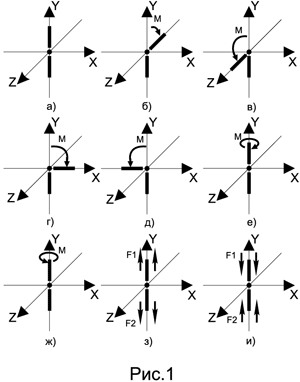 Y Y Y
M M
X X X
Z Z Z
а) б) в)
Y Y Y
M M M
X X X
Z Z Z
г) д) е)
Y Y Y
M F1 F1
X X X
Z F2 Z F2 Z
ж) з) и)
Рис.1